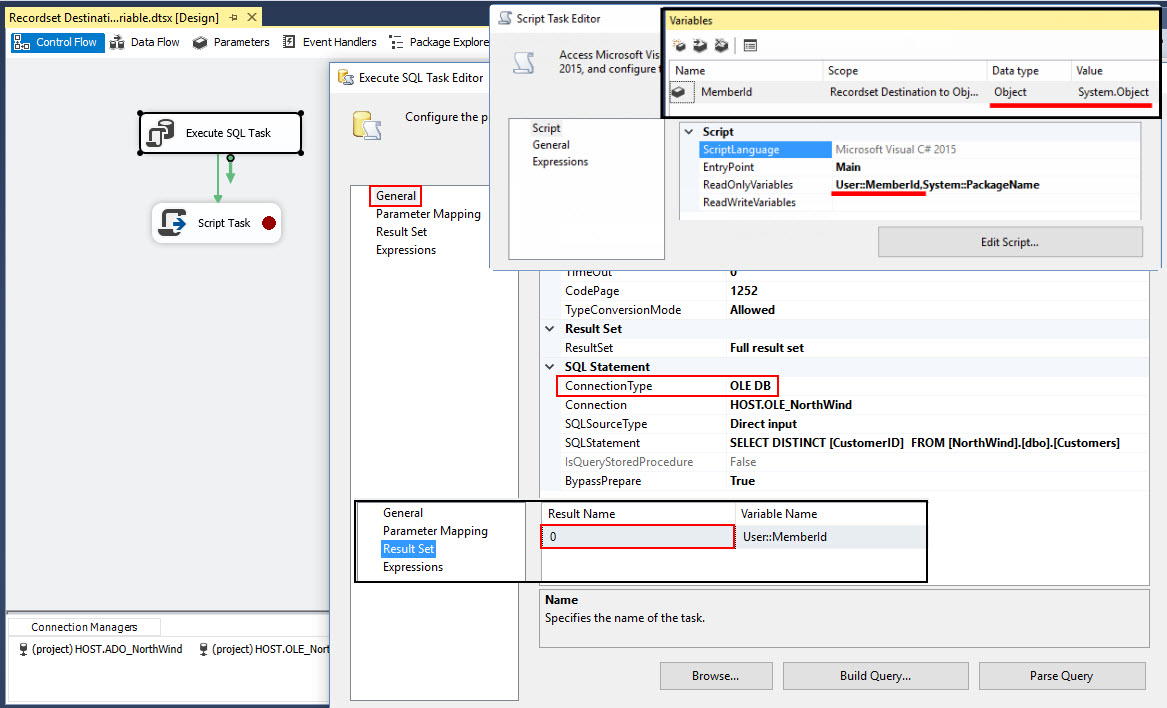 Recordset Destinati...riable.dtsx [Design]
Control Flow
Data Flow
Parameters
Event Handlers
Package Explore
Execute SQL Task
Script Task
Connection Managers
(project) HOST.ADO_NorthWind
(project) HOST.OLE_Nort
Script Task Editor
Access Microsoft Vis
2015, and configure t
Script
General
Expressions
Variables
Name Scope Data type Value
MemberId Recordset Destination to Obj... Object System.Object
Script
ScriptLanguage Microsoft Visual C# 2015
EntryPoint Main
ReadOnlyVariables User::MemberId,System::PackageName
ReadWriteVariables
Edit Script...
Execute SQL Task Editor
Configure the p
General
Parameter Mapping
Result Set
Expressions
TimeOut 0
CodePage 1252
TypeConversionMode Allowed
Result Set
ResultSet Full result set
SQL Statement
ConnectionType OLE DB
Connection HOST.OLE_NorthWind
SQLSourceType Direct input
SQLStatement SELECT DISTINCT [CustomerID] FROM [NorthWind].[dbo].[Customers]
IsQueryStoredProcedure False
BypassPrepare True
General
Parameter Mapping
Result Set
Expressions
Result Name Variable Name
0 User::MemberId
Name
Specifies the name of the task.
Browse...
Build Query...
Parse Query